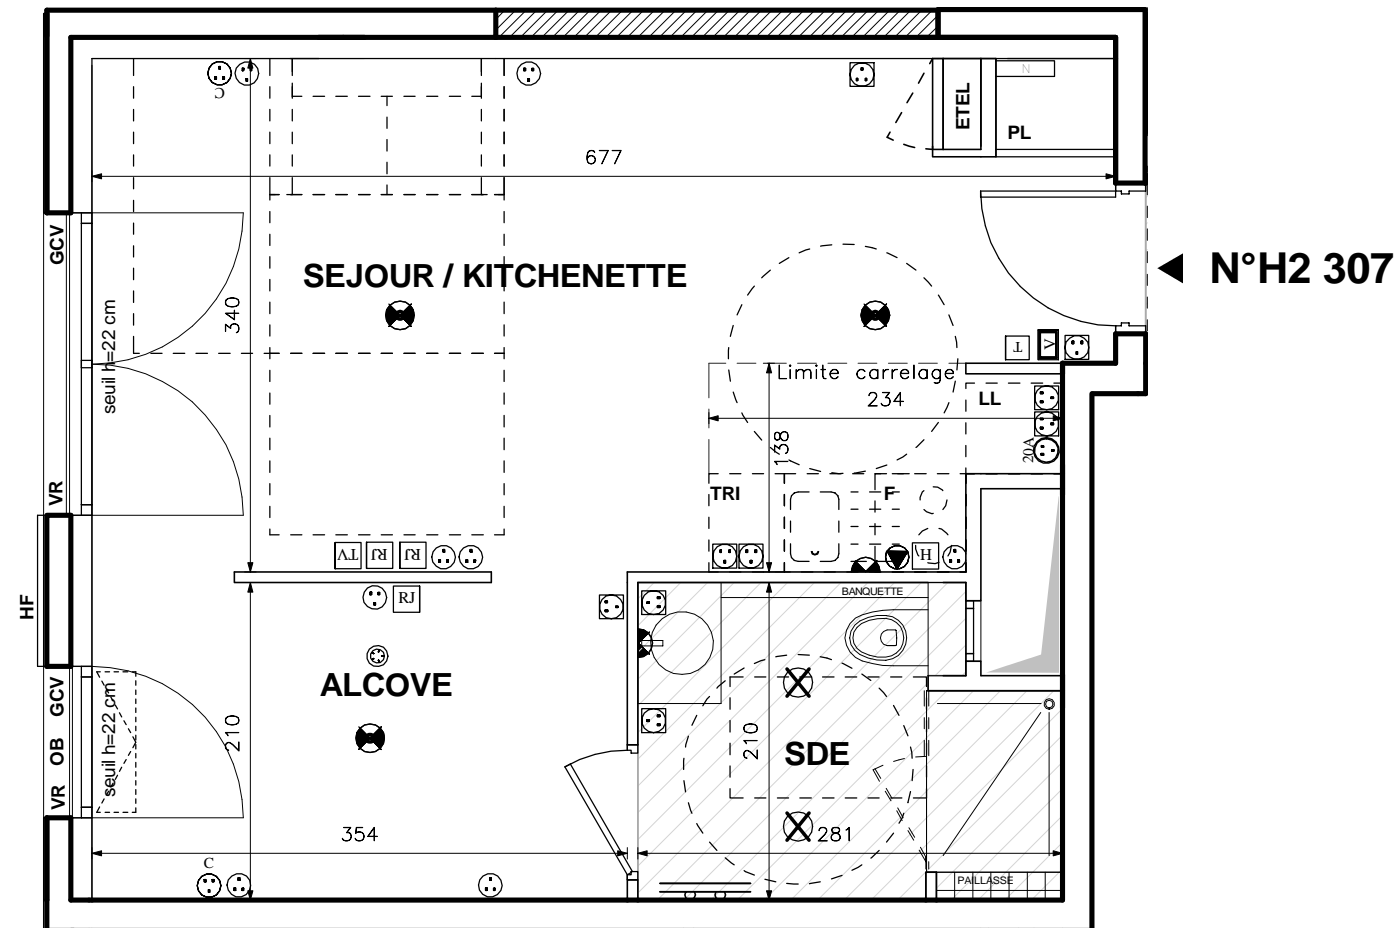 N
ETEL
PL
C
677
GCV
SEJOUR / KITCHENETTE
N°H2 307
340
seuil h=22 cm
T
A
Limite carrelage
234
LL
138
20A
VR
TRI
F
TV
RJ
RJ
H
HF
RJ
BANQUETTE
ALCOVE
GCV
OB
VR
seuil h=22 cm
210
210
SDE
354
281
C
PAILLASSE